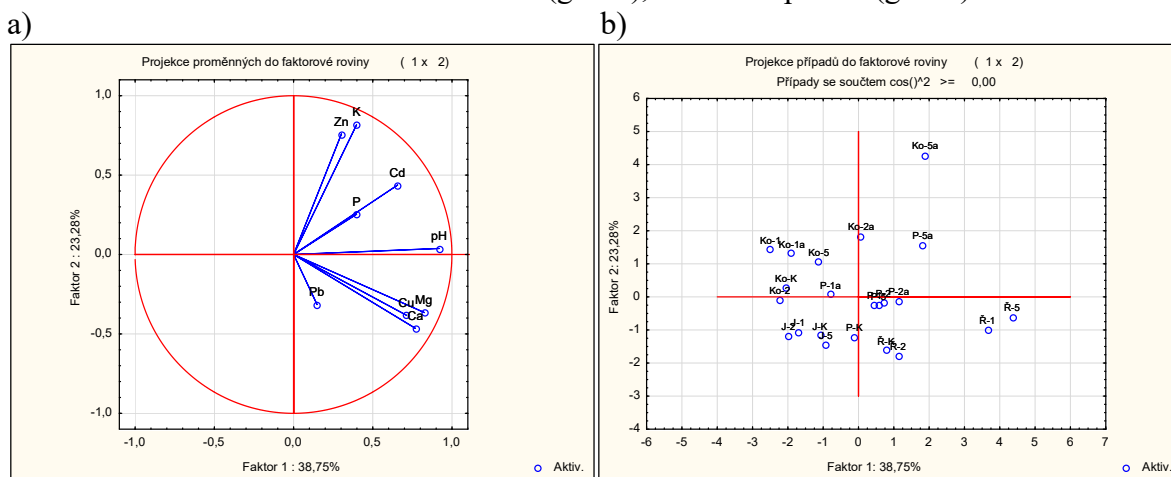 a)
b)
Projekce proměnných do faktorové roviny ( 1 x 2)
1,0
0,5
0,0
-0,5
-1,0
-1,0
-0,5
0,0
0,5
1,0
Faktor 2 : 23,28%
Faktor 1 : 38,75%
Zn
K
Cd
P
pH
Pb
Cu
Mg
Ca
Aktiv.
Projekce případů do faktorové roviny ( 1 x 2)
Případy se součtem cos()^2 >= 0,00
6
5
4
3
2
1
0
-1
-2
-3
-4
-6
-5
-4
-3
-2
-1
0
1
2
3
4
5
6
7
Faktor 2: 23,28%
Faktor 1: 38,75%
Ko-5a
Ko-2a
P-5a
Ko-1
Ko-1a
Ko-5
Ko-K
Ko-2
P-1a
P-2
P-2a
Ř-5
J-2
J-1
J-K
J-5
P-K
Ř-1
Ř-K
Ř-2
Aktiv.